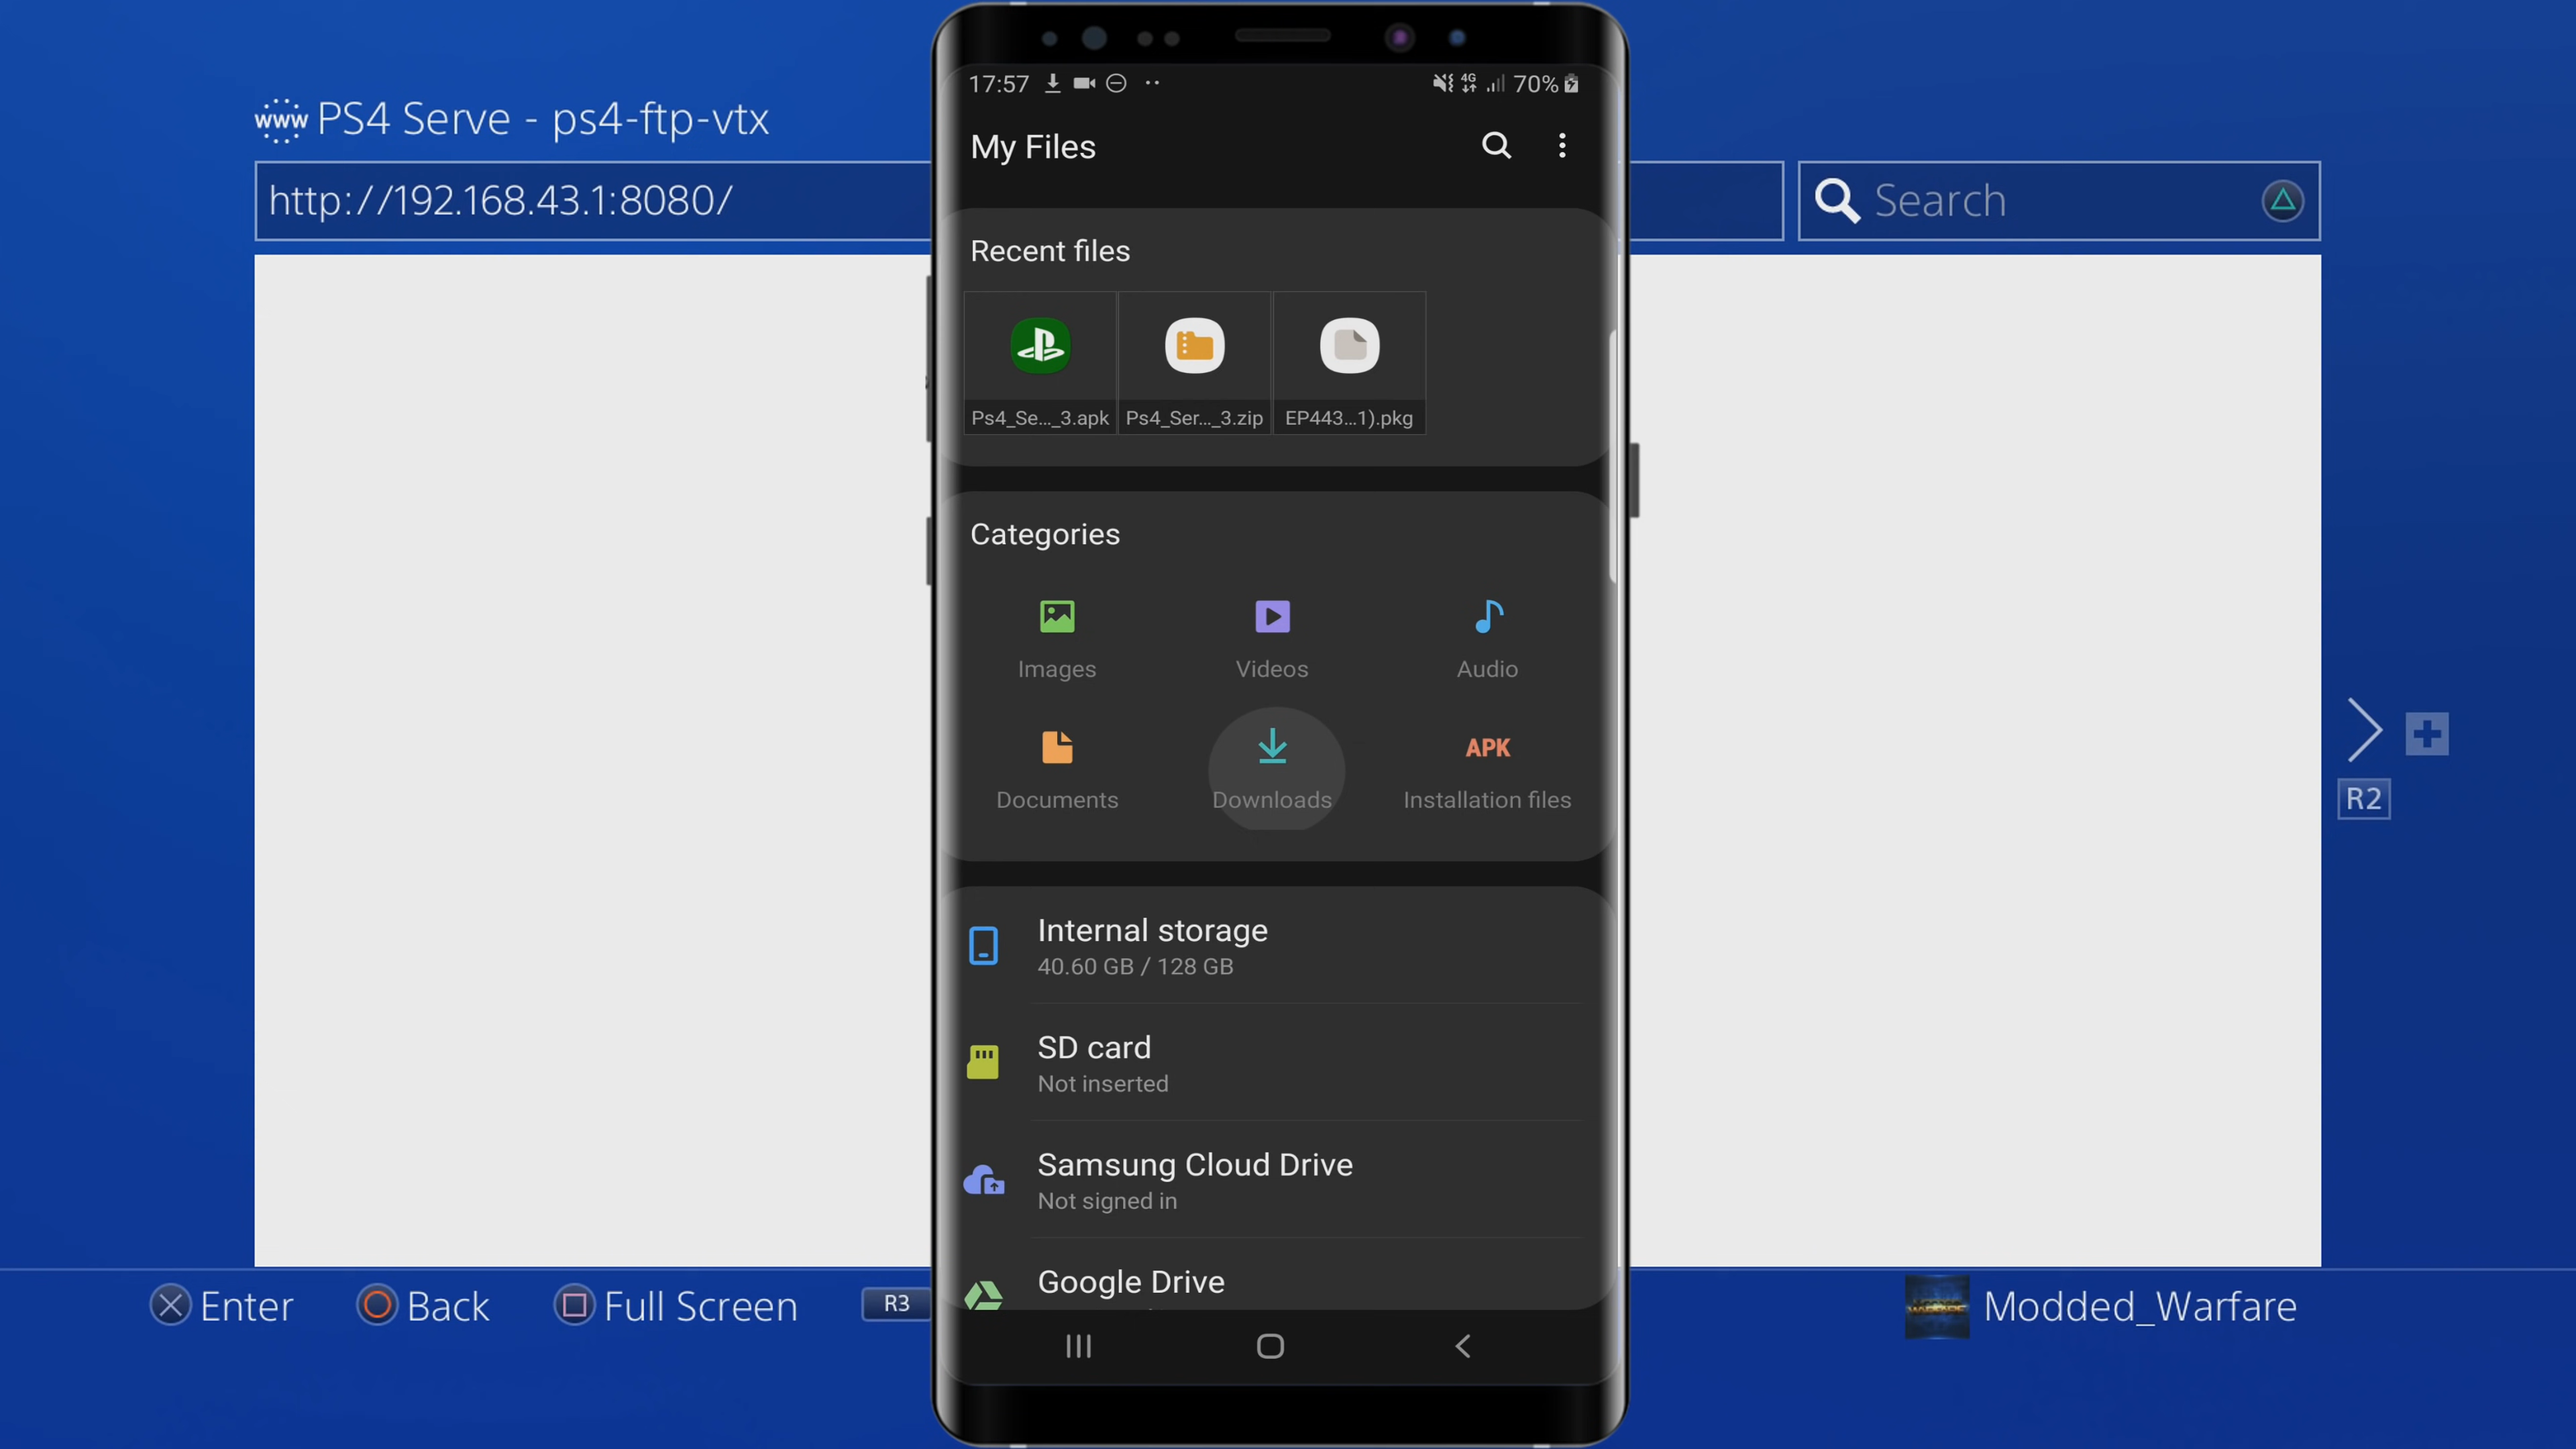 www PS4 Serve - ps4-ftp-vtx
http://192.168.43.1:8080/
Search
17:57
4G 70%
My Files
Recent files
Ps4_Se..._3.apk
Ps4_Ser..._3.zip
EP443...1).pkg
Categories
Images
Videos
Audio
Documents
Downloads
APK
Installation files
Internal storage
40.60 GB / 128 GB
SD card
Not inserted
Samsung Cloud Drive
Not signed in
Google Drive
R2
Enter
Back
Full Screen
R3
Modded_Warfare